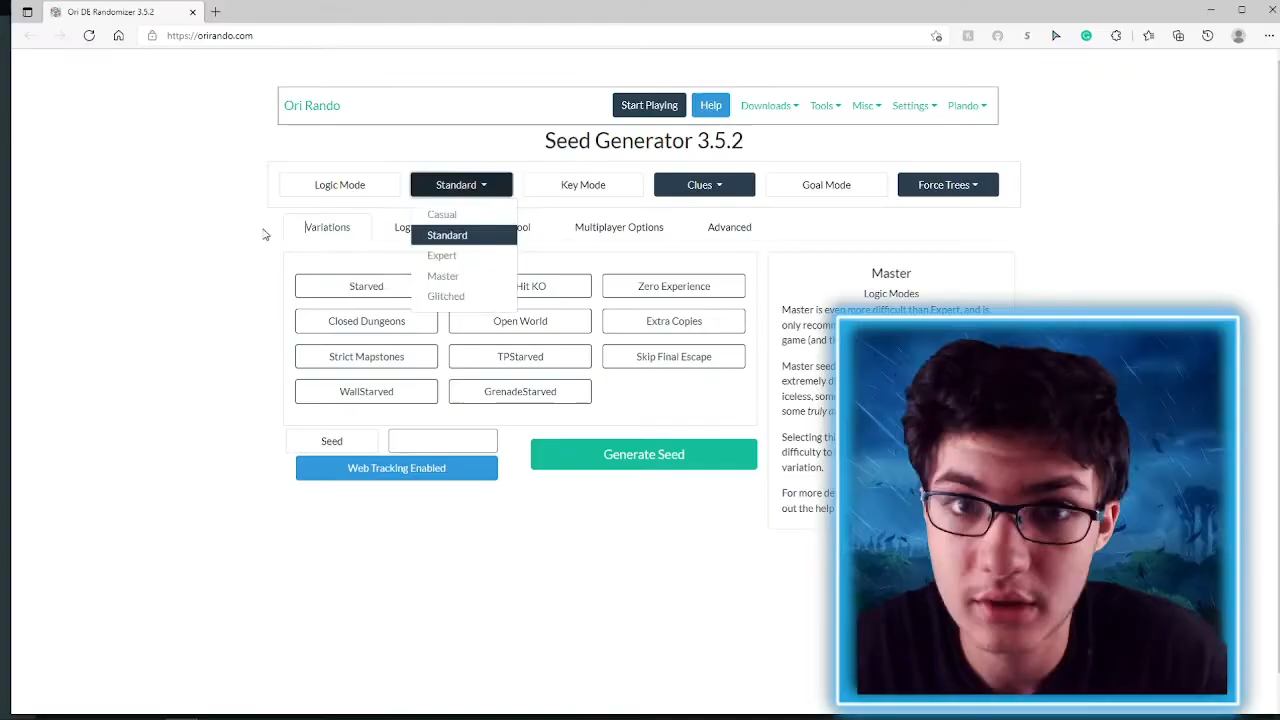 Ori DE Randomizer 3.5.2
https://orirando.com
Ori Rando
Start Playing
Help
Downloads
Tools
Misc
Settings
Plando
Seed Generator 3.5.2
Logic Mode
Standard
Key Mode
Clues
Goal Mode
Force Trees
Casual
Standard
Expert
Master
Glitched
Variations
Multiplayer Options
Advanced
Starved
Hit KO
Zero Experience
Closed Dungeons
Open World
Extra Copies
Strict Mapstones
TPStarved
Skip Final Escape
WallStarved
GrenadeStarved
Seed
Web Tracking Enabled
Generate Seed
Master
Logic Modes
Master is even more difficult than Expert, and is
only recom
game (and th
Master seed
extremely d
iceless, som
some truly a
Selecting thi
difficulty to
variation.
For more de
out the help